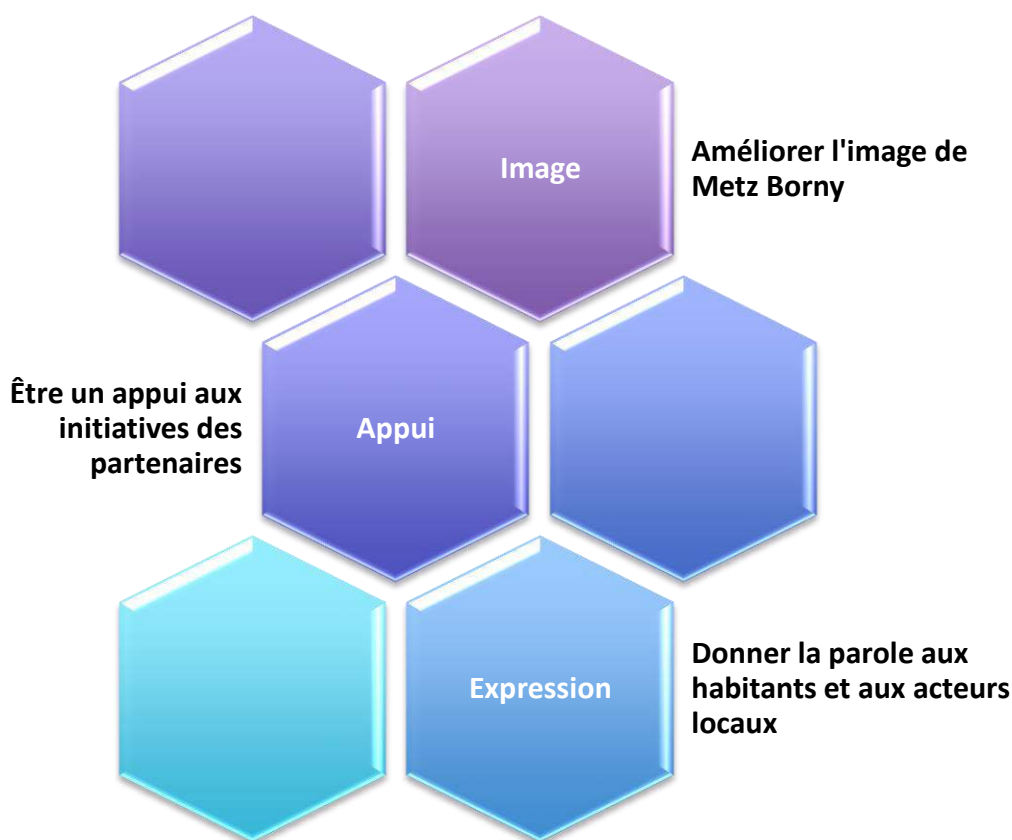 Image
Améliorer l'image de
Metz Borny
Être un appui aux
initiatives des
partenaires
Appui
Expression
Donner la parole aux
habitants et aux acteurs
locaux